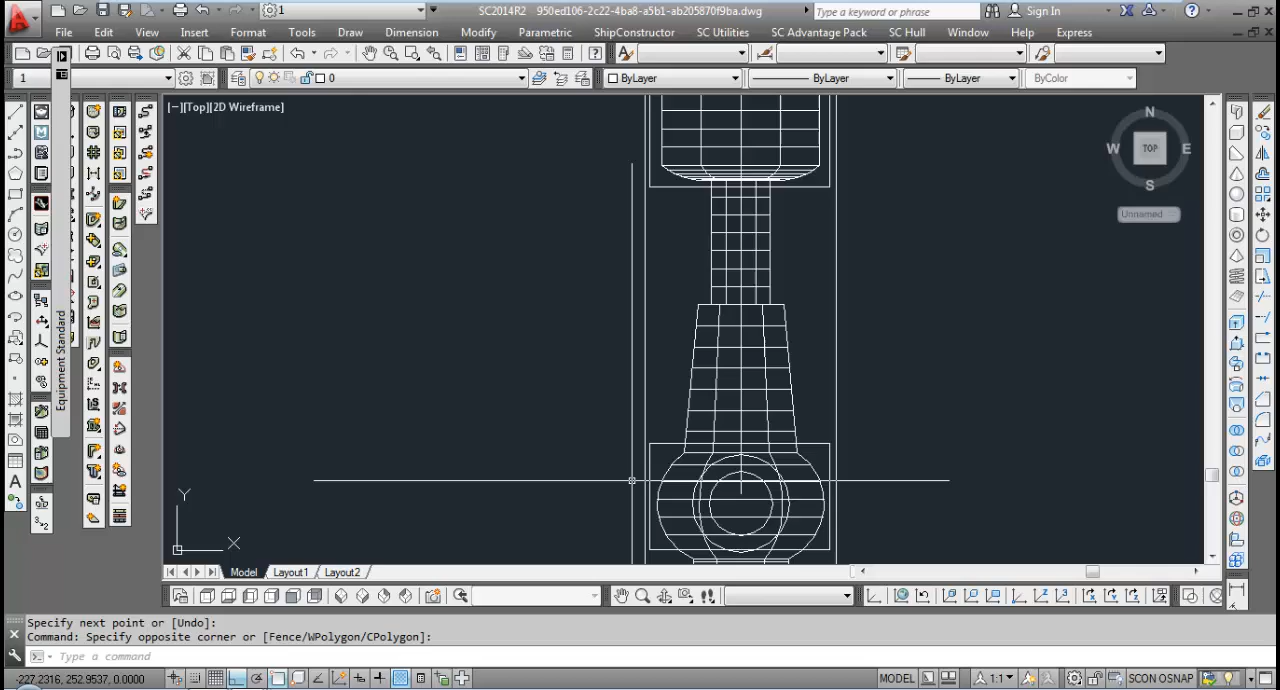 1 SC2014R2 950ed106-2c22-4ba8-a5b1-ab205870f9ba.dwg Type a keyword or phrase Sign In
File Edit View Insert Format Tools Draw Dimension Modify Parametric ShipConstructor SC Utilities SC Advantage Pack SC Hull Window Help Express
1 0 ByLayer ByLayer ByLayer ByColor
[−][Top][2D Wireframe]
N
W TOP E
S
Unnamed
Equipment Standard
Y
X
Model Layout1 Layout2
Specify next point or [Undo]:
Command: Specify opposite corner or [Fence/WPolygon/CPolygon]:
Type a command
-227.2316, 252.9537, 0.0000 MODEL 1:1 SCON OSNAP